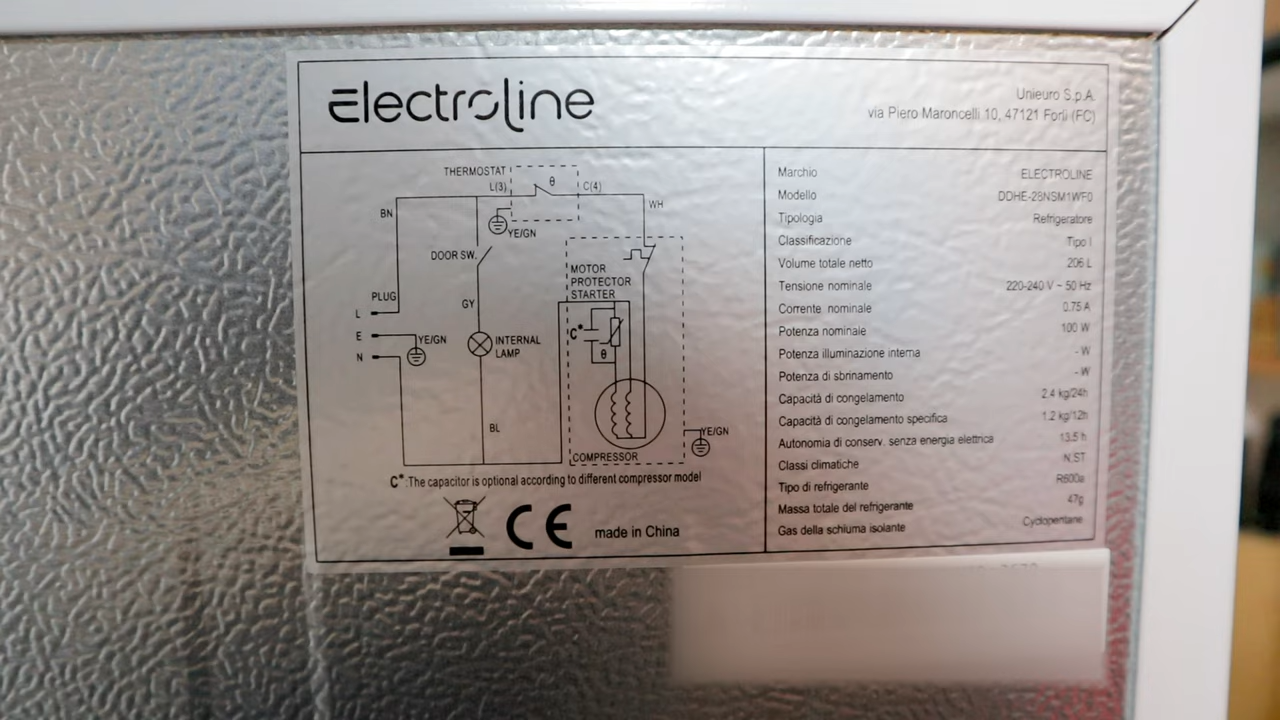 Electroline
Unieuro S.p.A.
via Piero Maroncelli 10, 47121 Forlì (FC)
THERMOSTAT
L(3)
θ
C(4)
BN
WH
YE/GN
DOOR SW.
MOTOR
PROTECTOR
STARTER
PLUG
GY
L
C*
E
YE/GN
INTERNAL
LAMP
N
θ
BL
YE/GN
COMPRESSOR
C*:The capacitor is optional according to different compressor model
CE
made in China
Marchio ELECTROLINE
Modello DDHE-28NSM1WF0
Tipologia Refrigeratore
Classificazione Tipo I
Volume totale netto 206 L
Tensione nominale 220-240 V ~ 50 Hz
Corrente nominale 0.75 A
Potenza nominale 100 W
Potenza illuminazione interna - W
Potenza di sbrinamento - W
Capacità di congelamento 2.4 kg/24h
Capacità di congelamento specifica 1.2 kg/12h
Autonomia di conserv. senza energia elettrica 13.5 h
Classi climatiche N,ST
Tipo di refrigerante R600a
Massa totale del refrigerante 47g
Gas della schiuma isolante Cyclopentane